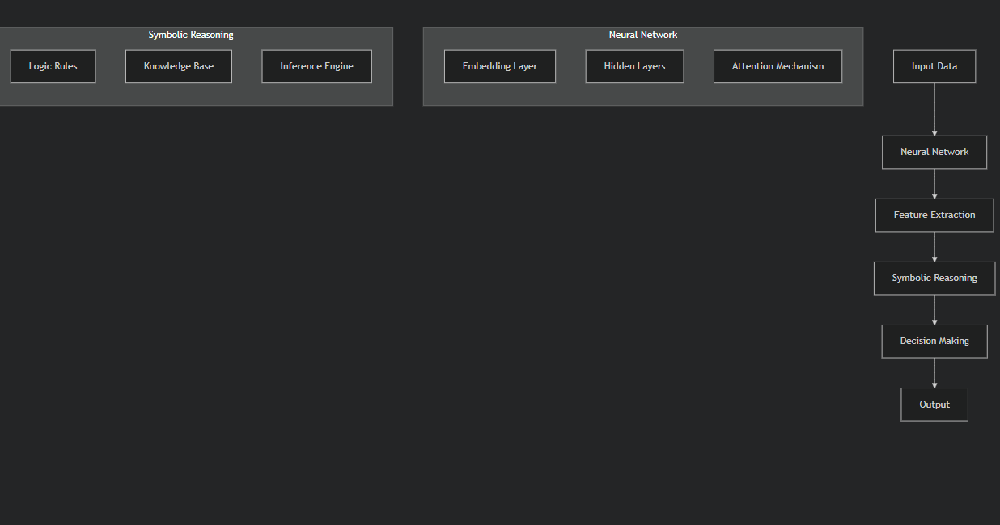 Symbolic Reasoning
Logic Rules
Knowledge Base
Inference Engine
Neural Network
Embedding Layer
Hidden Layers
Attention Mechanism
Input Data
Neural Network
Feature Extraction
Symbolic Reasoning
Decision Making
Output